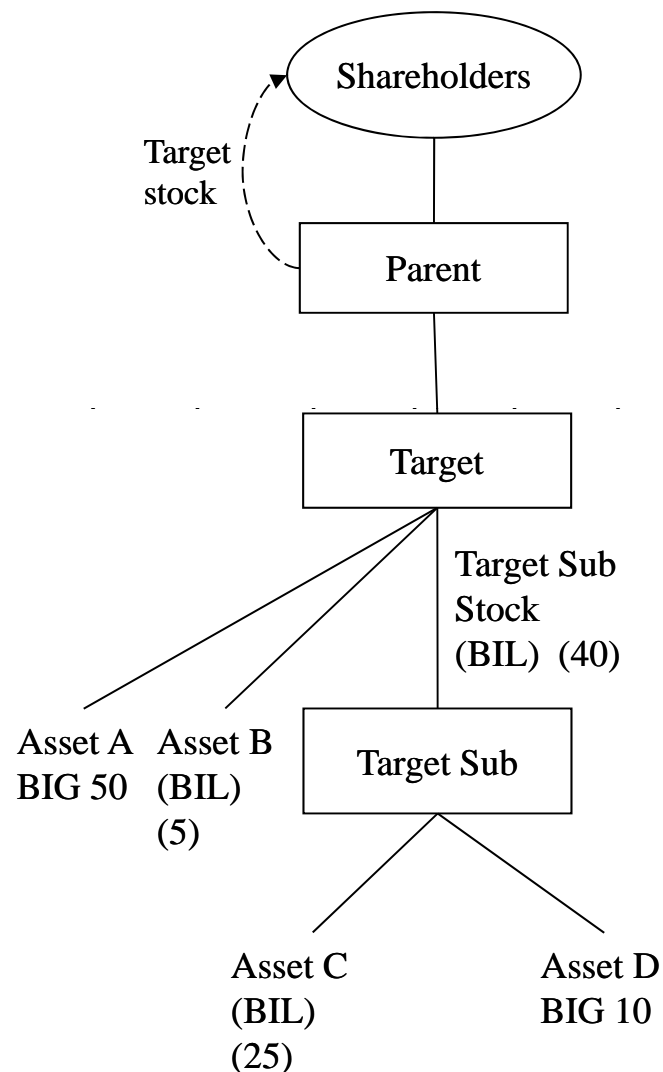 Shareholders
Target
stock
Parent
Target
Target Sub
Stock
(BIL) (40)
Asset A
BIG 50
Asset B
(BIL)
(5)
Target Sub
Asset C
(BIL)
(25)
Asset D
BIG 10